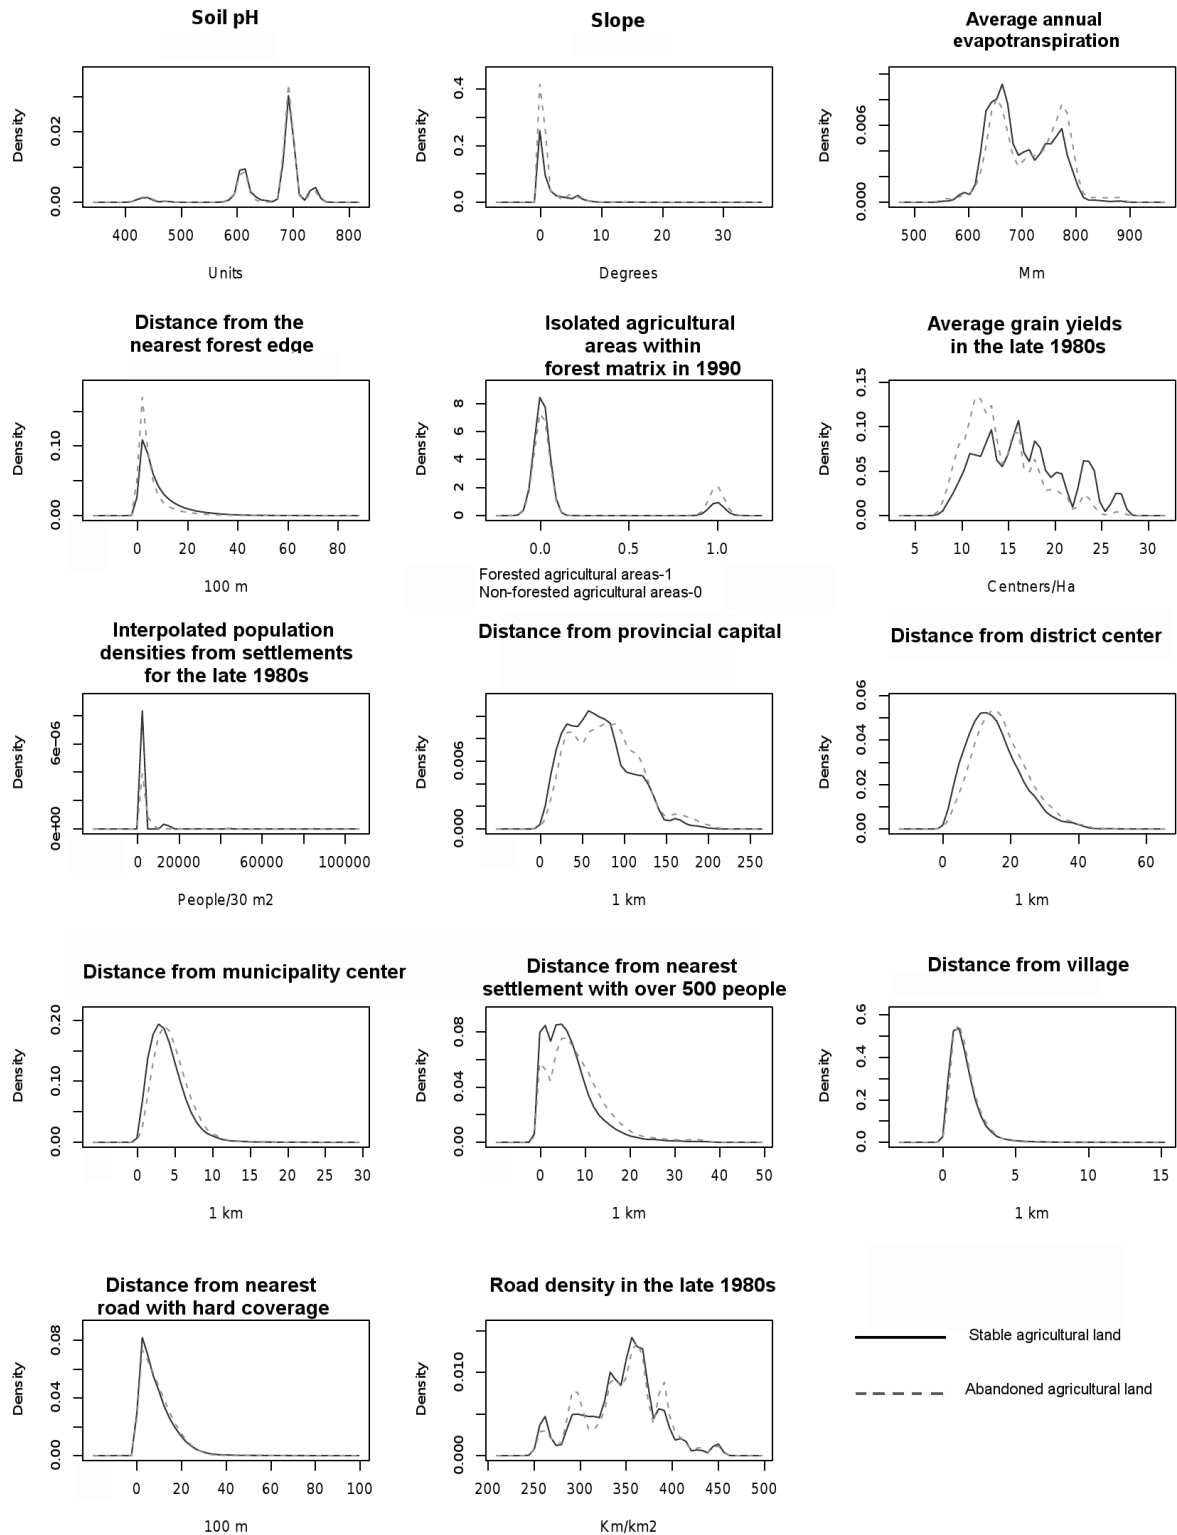 Soil pH
Density
0.00
0.02
400 500 600 700 800
Units
Slope
Density
0.0
0.2
0.4
0 10 20 30
Degrees
Average annual
evapotranspiration
Density
0.000
0.006
500 600 700 800 900
Mm
Distance from the
nearest forest edge
Density
0.00
0.10
0 20 40 60 80
100 m
Isolated agricultural
areas within
forest matrix in 1990
Density
0
2
4
6
8
0.0 0.5 1.0
Forested agricultural areas-1
Non-forested agricultural areas-0
Average grain yields
in the late 1980s
Density
0.00
0.05
0.10
0.15
5 10 15 20 25 30
Centners/Ha
Interpolated population
densities from settlements
for the late 1980s
Density
0e+00
6e-06
0 20000 60000 100000
People/30 m2
Distance from provincial capital
Density
0.000
0.006
0 50 100 150 200 250
1 km
Distance from district center
Density
0.00
0.02
0.04
0.06
0 20 40 60
1 km
Distance from municipality center
Density
0.00
0.10
0.20
0 5 10 15 20 25 30
1 km
Distance from nearest
settlement with over 500 people
Density
0.00
0.04
0.08
0 10 20 30 40 50
1 km
Distance from village
Density
0.0
0.2
0.4
0.6
0 5 10 15
1 km
Distance from nearest
road with hard coverage
Density
0.00
0.04
0.08
0 20 40 60 80 100
100 m
Road density in the late 1980s
Density
0.000
0.010
200 250 300 350 400 450 500
Km/km2
Stable agricultural land
Abandoned agricultural land